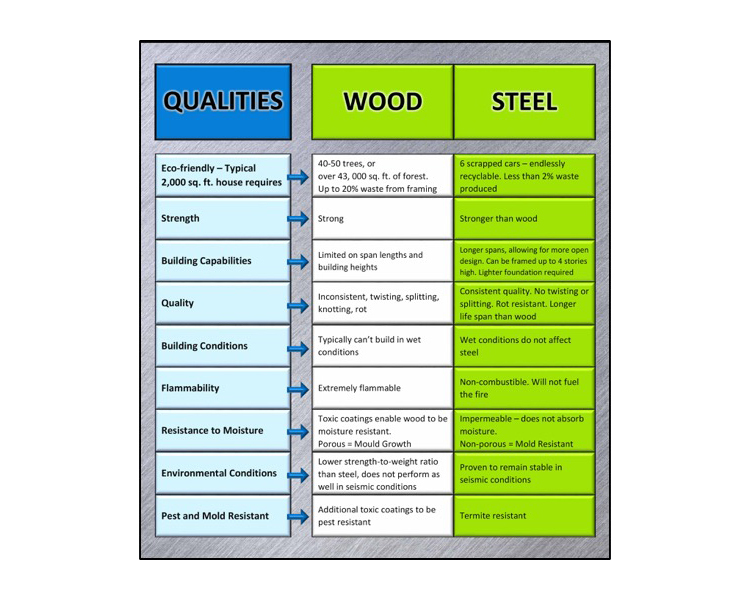 QUALITIES
WOOD
STEEL
Eco-friendly – Typical
2,000 sq. ft. house requires
40-50 trees, or
over 43, 000 sq. ft. of forest.
Up to 20% waste from framing
6 scrapped cars – endlessly
recyclable. Less than 2% waste
produced
Strength
Strong
Stronger than wood
Building Capabilities
Limited on span lengths and
building heights
Longer spans, allowing for more open
design. Can be framed up to 4 stories
high. Lighter foundation required
Quality
Inconsistent, twisting, splitting,
knotting, rot
Consistent quality. No twisting or
splitting. Rot resistant. Longer
life span than wood
Building Conditions
Typically can't build in wet
conditions
Wet conditions do not affect
steel
Flammability
Extremely flammable
Non-combustible. Will not fuel
the fire
Resistance to Moisture
Toxic coatings enable wood to be
moisture resistant.
Porous = Mould Growth
Impermeable – does not absorb
moisture.
Non-porous = Mold Resistant
Environmental Conditions
Lower strength-to-weight ratio
than steel, does not perform as
well in seismic conditions
Proven to remain stable in
seismic conditions
Pest and Mold Resistant
Additional toxic coatings to be
pest resistant
Termite resistant